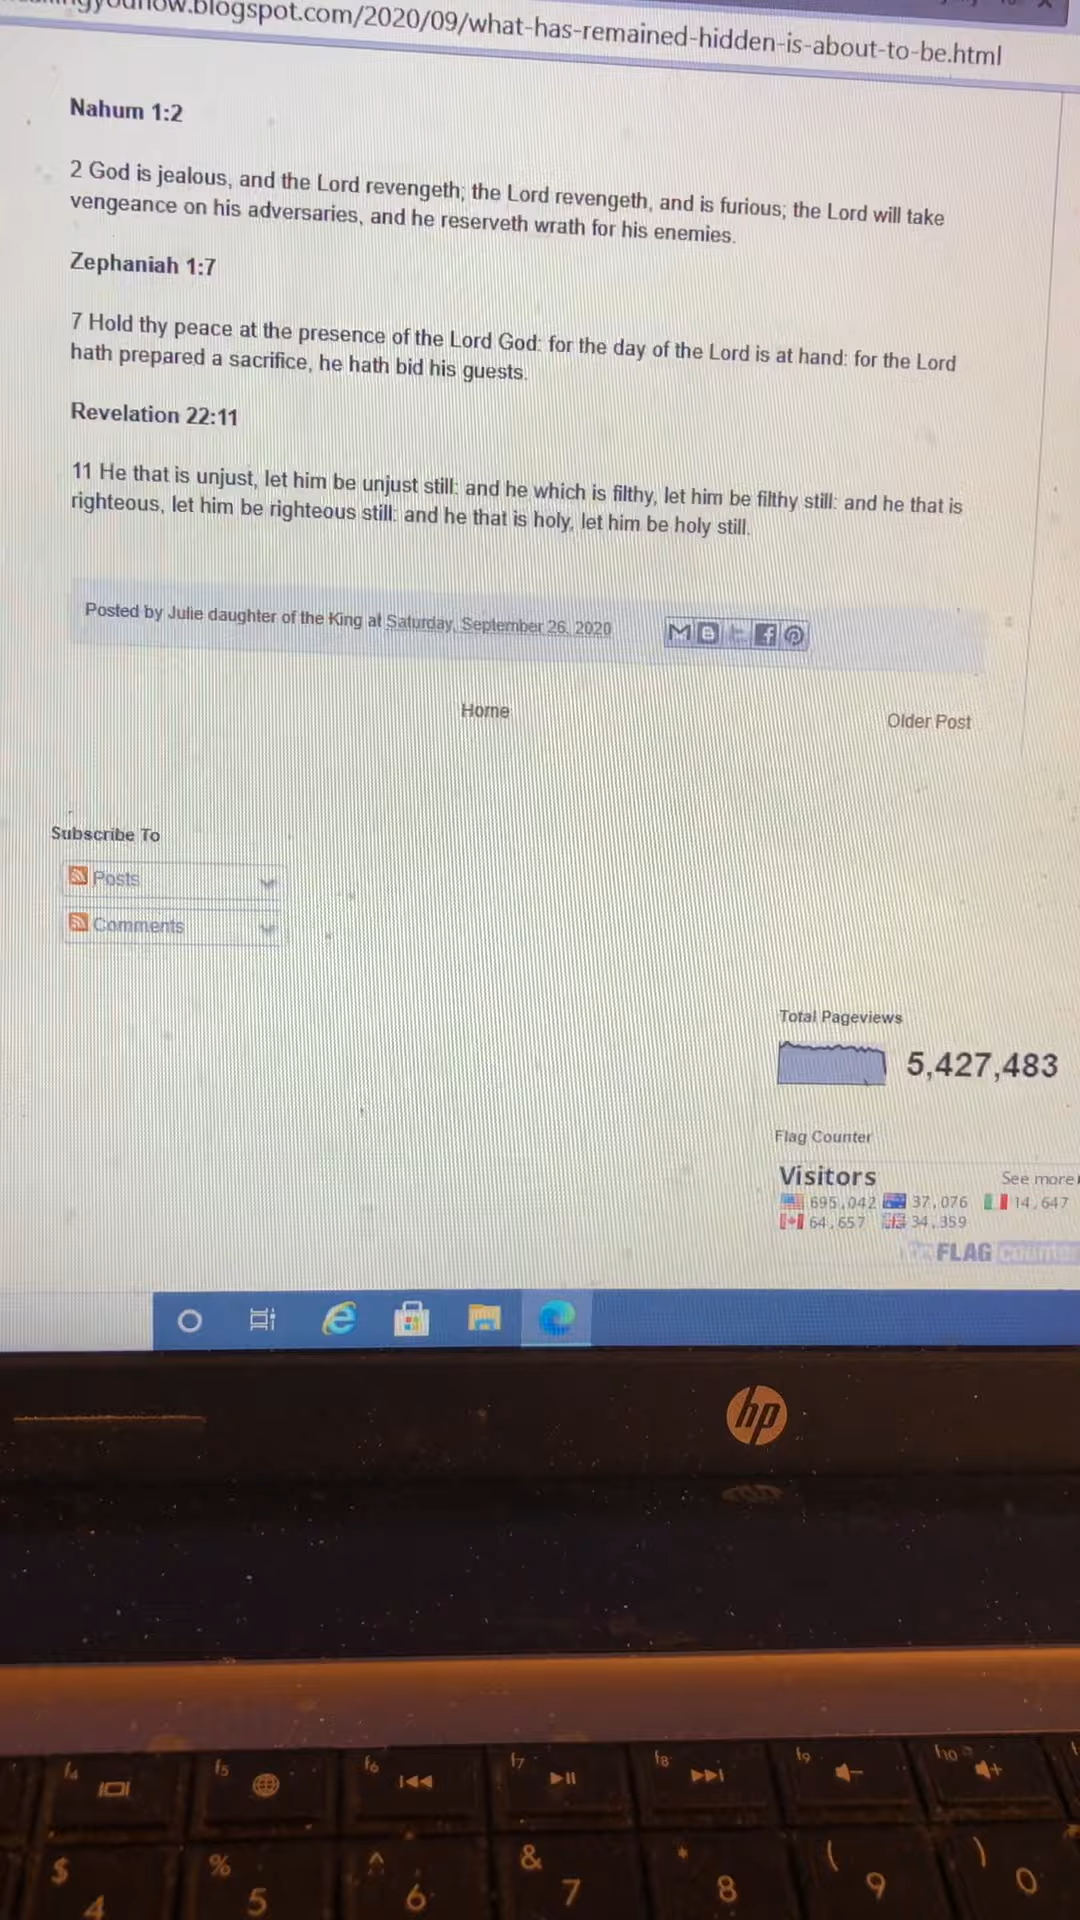 .blogspot.com/2020/09/what-has-remained-hidden-is-about-to-be.html
Nahum 1:2
2 God is jealous, and the Lord revengeth; the Lord revengeth, and is furious; the Lord will take
vengeance on his adversaries, and he reserveth wrath for his enemies.
Zephaniah 1:7
7 Hold thy peace at the presence of the Lord God: for the day of the Lord is at hand: for the Lord
hath prepared a sacrifice, he hath bid his guests.
Revelation 22:11
11 He that is unjust, let him be unjust still: and he which is filthy, let him be filthy still: and he that is
righteous, let him be righteous still: and he that is holy, let him be holy still.
Posted by Julie daughter of the King at Saturday, September 26, 2020
Home
Older Post
Subscribe To
Posts
Comments
Total Pageviews
5,427,483
Flag Counter
Visitors
See more
695,042 37,076 14,647
64,657 34,359
FLAG counter
hp
f4 f5 f6 f7 f8 f9 f10
$ % ^ & * ( )
4 5 6 7 8 9 0